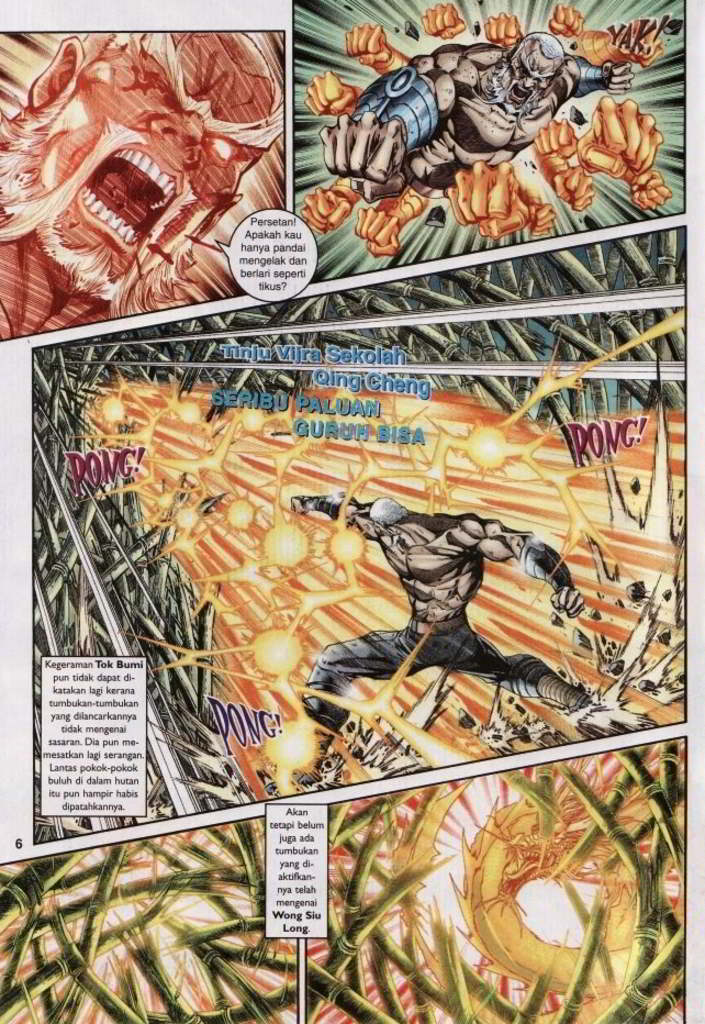 YAKK!
Persetan!
Apakah kau
hanya pandai
mengelak dan
berlari seperti
tikus?
Tinju Vijra Sekolah
Qing Cheng
SERIBU PALUAN
GURUH BISA
PONG!
PONG!
Kegeraman Tok Bumi
pun tidak dapat di-
katakan lagi kerana
tumbukan-tumbukan
yang dilancarkannya
tidak mengenai
sasaran. Dia pun me-
mesatkan lagi serangan.
Lantas pokok-pokok
buluh di dalam hutan
itu pun hampir habis
dipatahkannya.
PONG!
6
Akan
tetapi belum
juga ada
tumbukan
yang di-
aktifkan-
nya telah
mengenai
Wong Siu
Long.